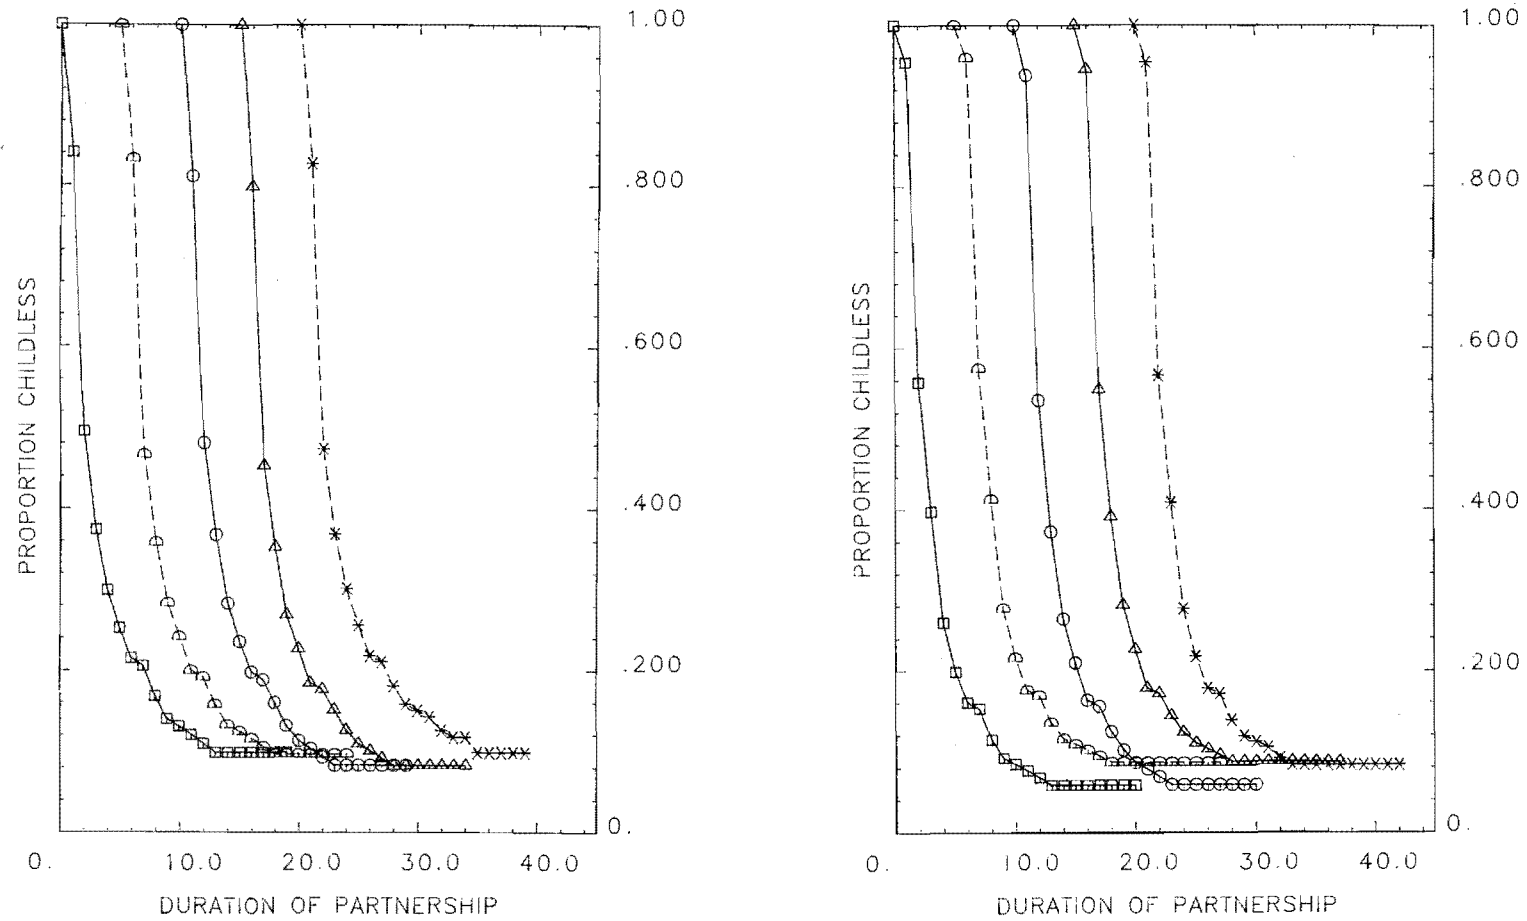 1.00
.800
.600
.400
.200
0.
PROPORTION CHILDLESS
0. 10.0 20.0 30.0 40.0
DURATION OF PARTNERSHIP
1.00
.800
.600
.400
.200
0.
PROPORTION CHILDLESS
0. 10.0 20.0 30.0 40.0
DURATION OF PARTNERSHIP